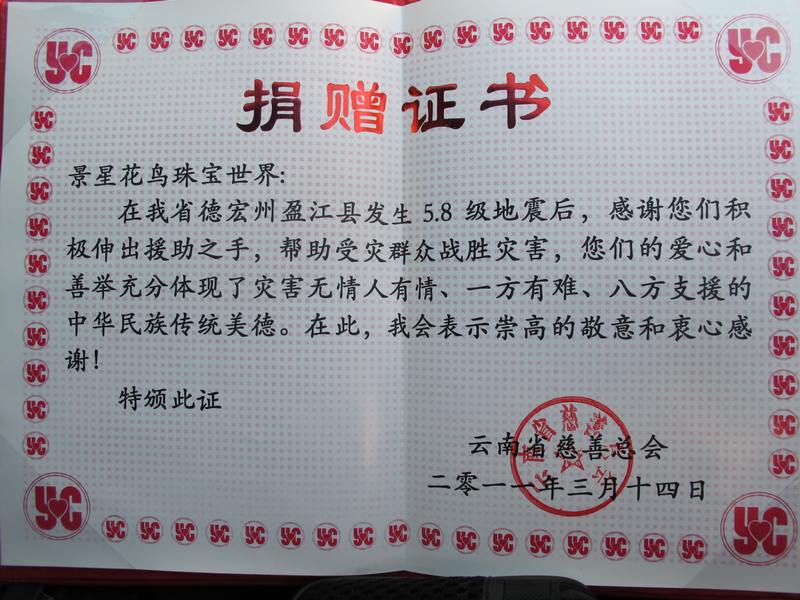 捐赠证书
景星花鸟珠宝世界:
在我省德宏州盈江县发生5.8级地震后，感谢您们积
极伸出援助之手，帮助受灾群众战胜灾害，您们的爱心和
善举充分体现了灾害无情人有情、一方有难、八方支援的
中华民族传统美德。在此，我会表示崇高的敬意和衷心感
谢!
特颁此证
云南省慈善总会
二零一一年三月十四日